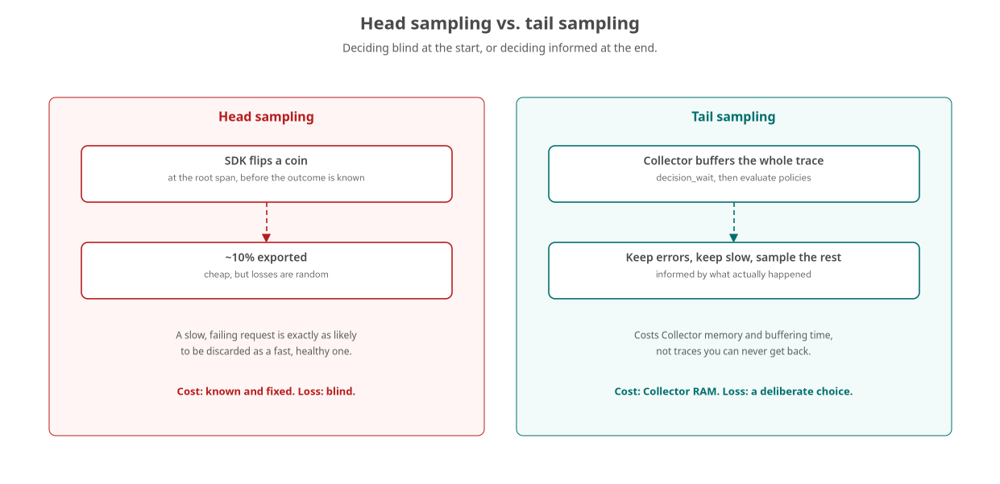 Head sampling vs. tail sampling
Deciding blind at the start, or deciding informed at the end.
Head sampling
SDK flips a coin
at the root span, before the outcome is known
~10% exported
cheap, but losses are random
A slow, failing request is exactly as likely
to be discarded as a fast, healthy one.
Cost: known and fixed. Loss: blind.
Tail sampling
Collector buffers the whole trace
decision_wait, then evaluate policies
Keep errors, keep slow, sample the rest
informed by what actually happened
Costs Collector memory and buffering time,
not traces you can never get back.
Cost: Collector RAM. Loss: a deliberate choice.